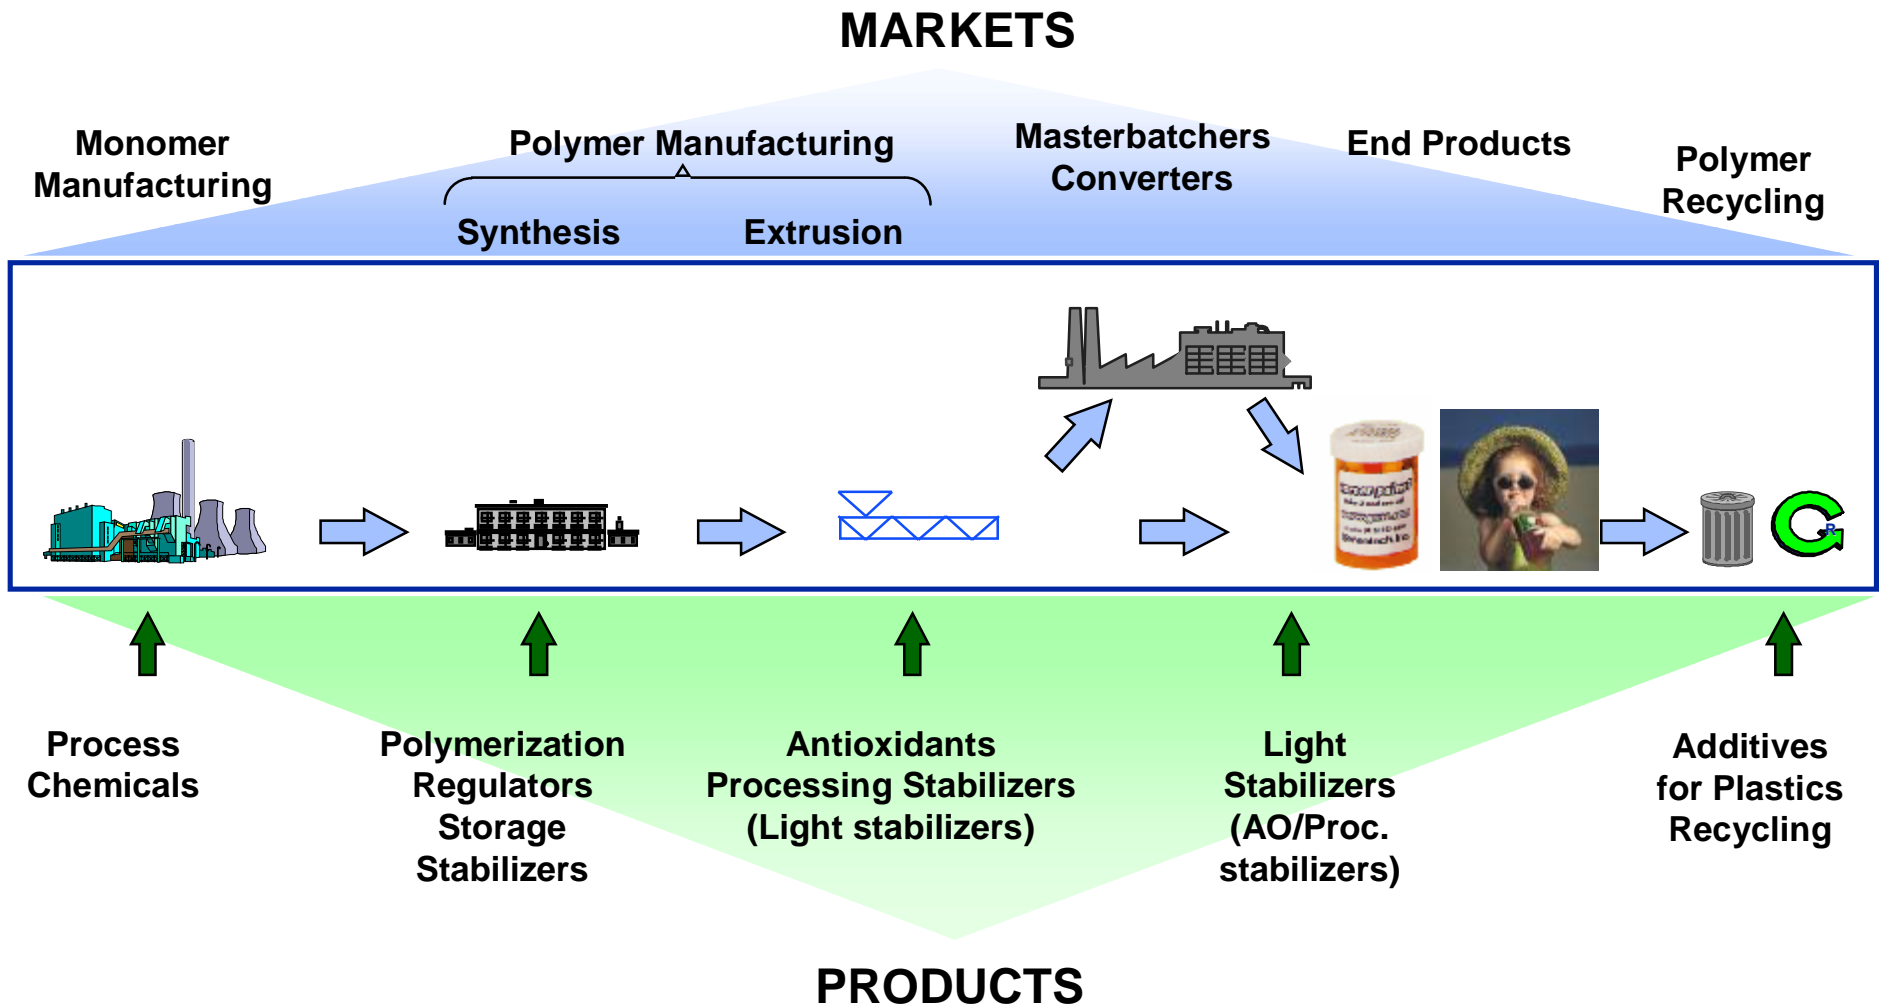 MARKETS
Monomer
Manufacturing
Polymer Manufacturing
Synthesis
Extrusion
Masterbatchers
Converters
End Products
Polymer
Recycling
R
Process
Chemicals
Polymerization
Regulators
Storage
Stabilizers
Antioxidants
Processing Stabilizers
(Light stabilizers)
Light
Stabilizers
(AO/Proc.
stabilizers)
Additives
for Plastics
Recycling
PRODUCTS